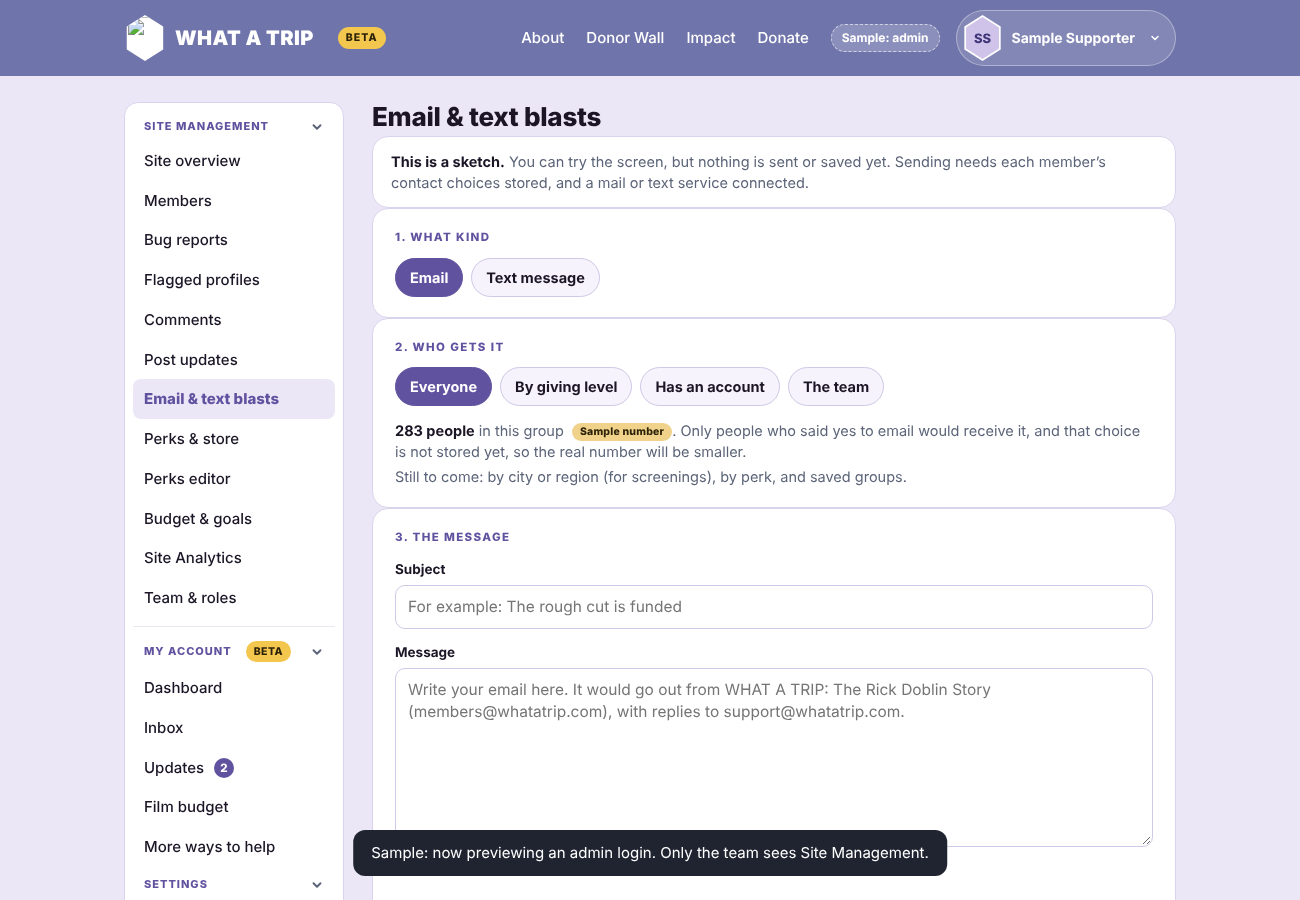 WHAT A TRIP
BETA
About
Donor Wall
Impact
Donate
Sample: admin
SS
Sample Supporter
SITE MANAGEMENT
Site overview
Members
Bug reports
Flagged profiles
Comments
Post updates
Email & text blasts
Perks & store
Perks editor
Budget & goals
Site Analytics
Team & roles
MY ACCOUNT
BETA
Dashboard
Inbox
Updates
2
Film budget
More ways to help
SETTINGS
Email & text blasts
This is a sketch. You can try the screen, but nothing is sent or saved yet. Sending needs each member’s
contact choices stored, and a mail or text service connected.
1. WHAT KIND
Email
Text message
2. WHO GETS IT
Everyone
By giving level
Has an account
The team
283 people in this group Sample number. Only people who said yes to email would receive it, and that choice
is not stored yet, so the real number will be smaller.
Still to come: by city or region (for screenings), by perk, and saved groups.
3. THE MESSAGE
Subject
For example: The rough cut is funded
Message
Write your email here. It would go out from WHAT A TRIP: The Rick Doblin Story
(members@whatatrip.com), with replies to support@whatatrip.com.
Sample: now previewing an admin login. Only the team sees Site Management.